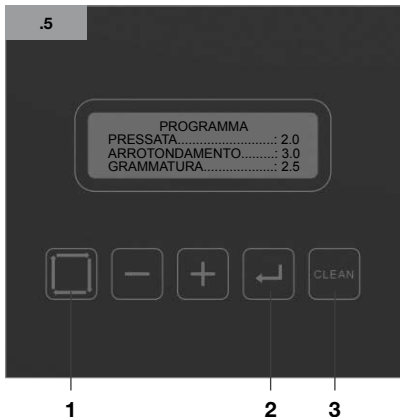 .5
PROGRAMMA
PRESSATA..........................: 2.0
ARROTONDAMENTO.........: 3.0
GRAMMATURA...................: 2.5
CLEAN
1 2 3